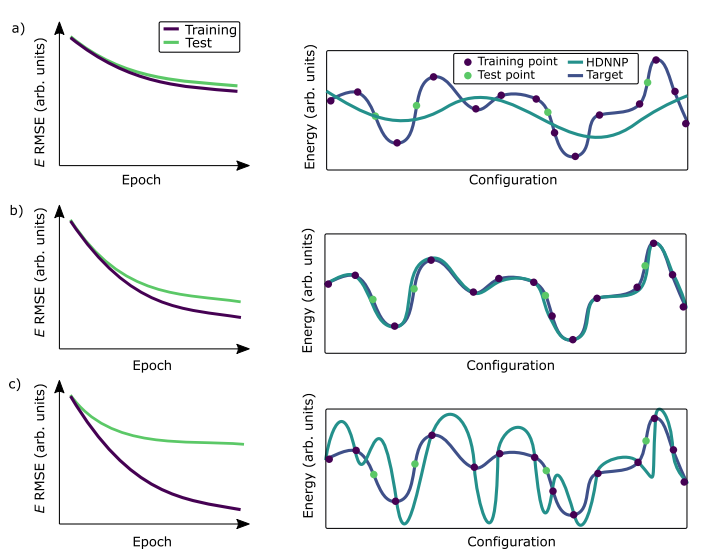 a)
Training
Test
E RMSE (arb. units)
Epoch
Energy (arb. units)
Training point
Test point
HDNNP
Target
Configuration
b)
E RMSE (arb. units)
Epoch
Energy (arb. units)
Configuration
c)
E RMSE (arb. units)
Epoch
Energy (arb. units)
Configuration